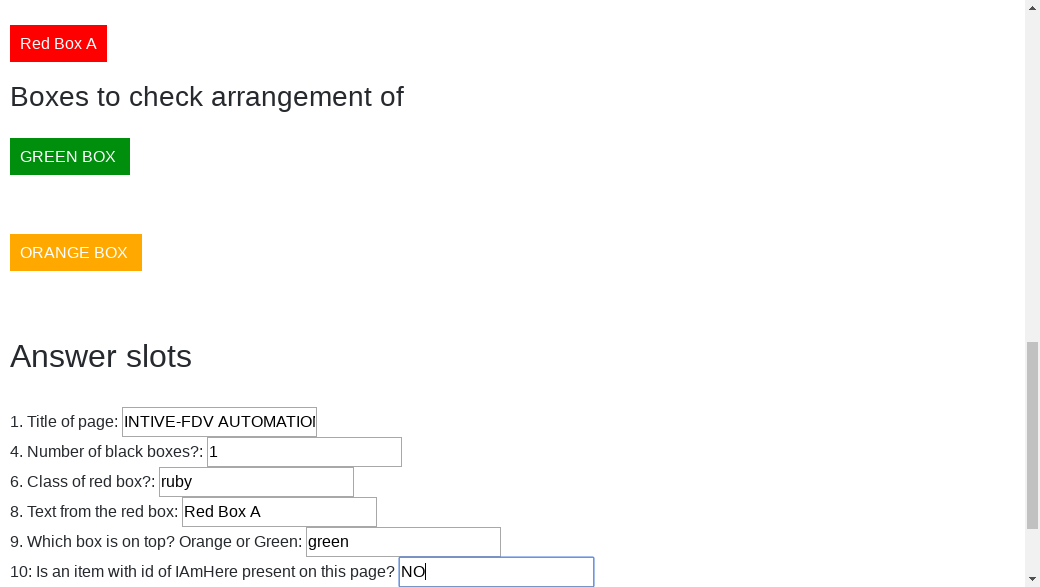 Red Box A
Boxes to check arrangement of
GREEN BOX
ORANGE BOX
Answer slots
1. Title of page: INTIVE-FDV AUTOMATION
4. Number of black boxes?: 1
6. Class of red box?: ruby
8. Text from the red box: Red Box A
9. Which box is on top? Orange or Green: green
10: Is an item with id of IAmHere present on this page? NO